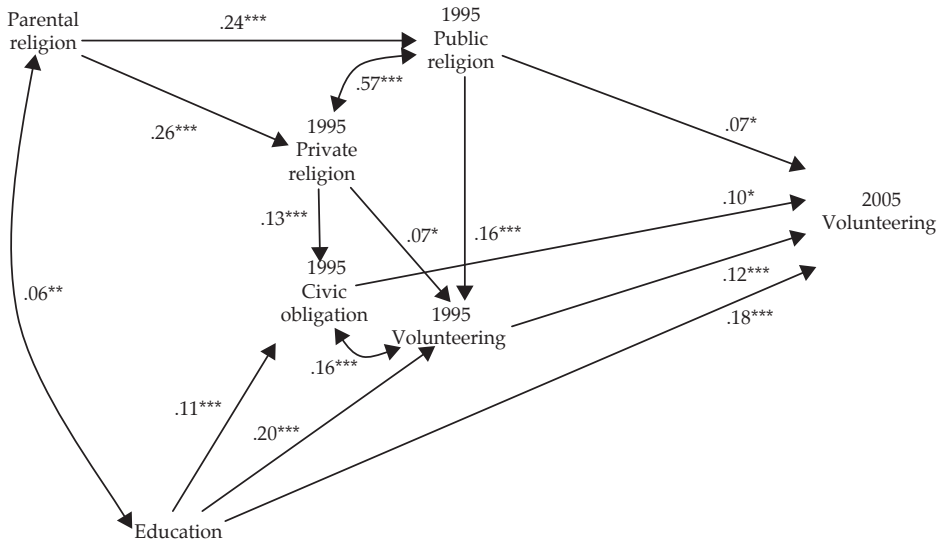 Parental
religion
.24***
1995
Public
religion
.57***
.26***
1995
Private
religion
.07*
.13***
.07*
.16***
.10*
2005
Volunteering
1995
Civic
obligation
.06**
1995
Volunteering
.12***
.16***
.18***
.11***
.20***
Education